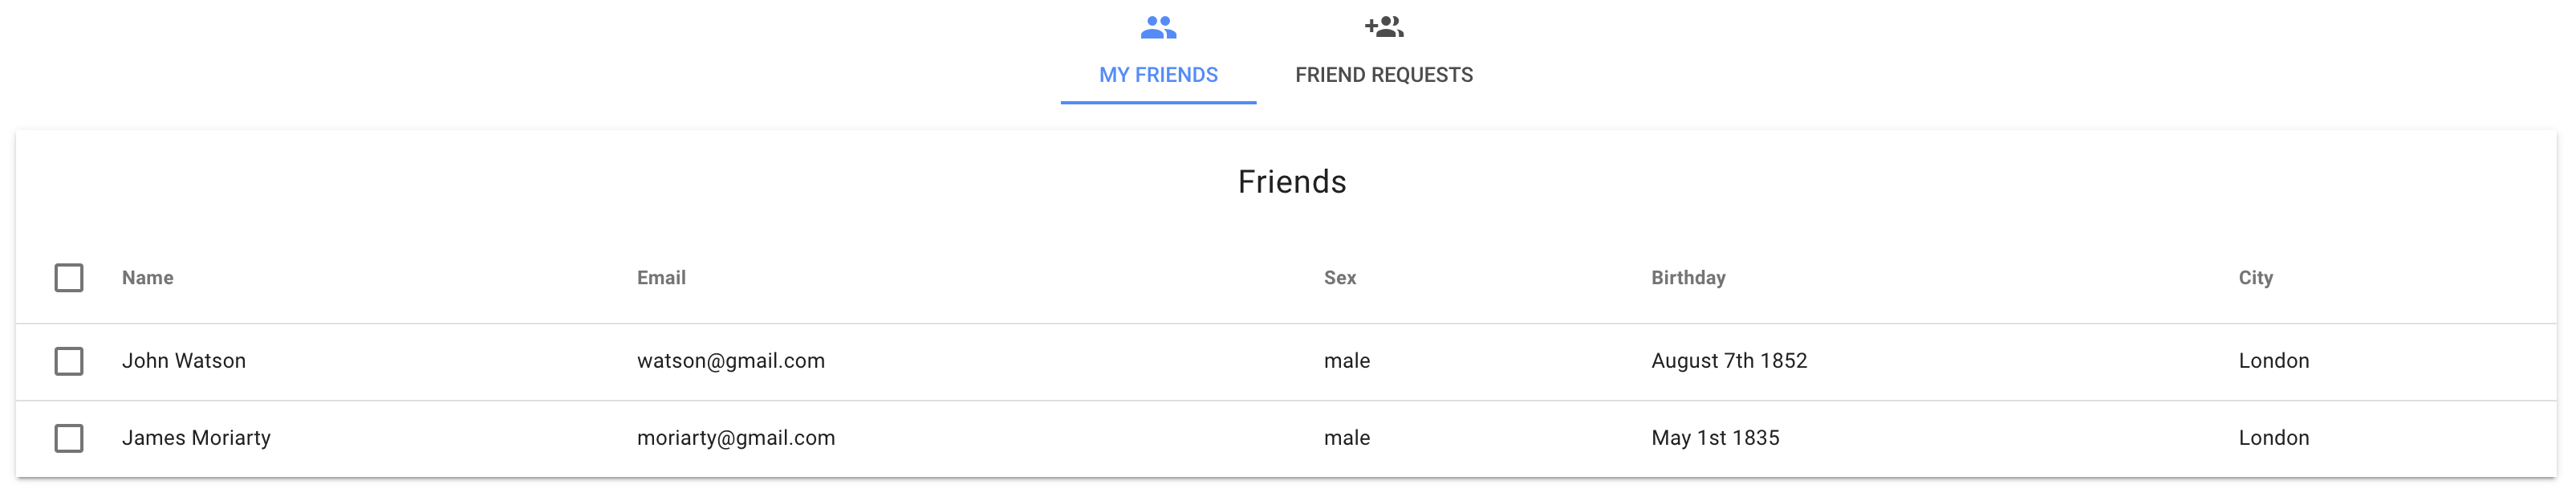 MY FRIENDS FRIEND REQUESTS
Friends
Name Email Sex Birthday City
John Watson watson@gmail.com male August 7th 1852 London
James Moriarty moriarty@gmail.com male May 1st 1835 London